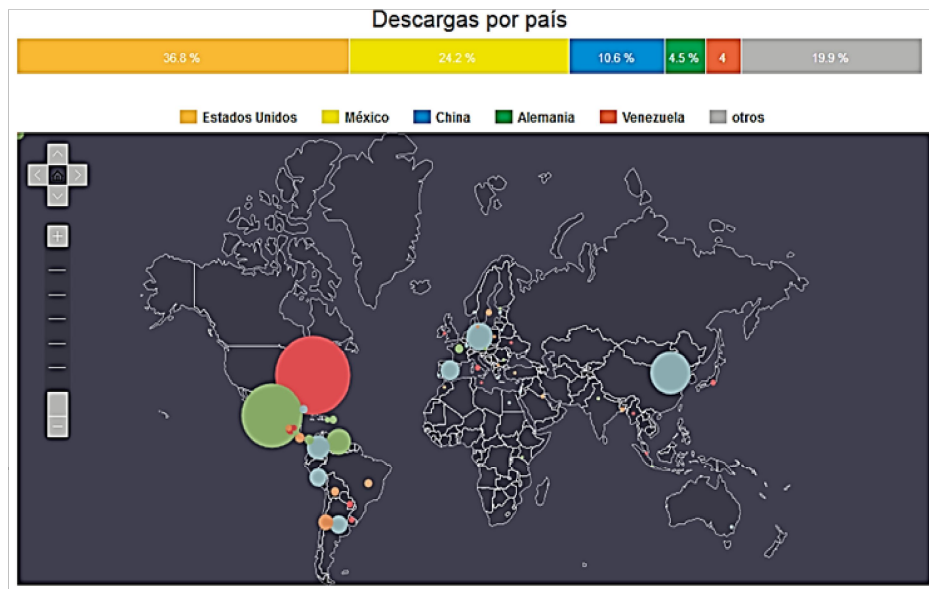 Descargas por país
36.8 % 24.2 % 10.6 % 4.5 % 4 19.9 %
Estados Unidos México China Alemania Venezuela otros